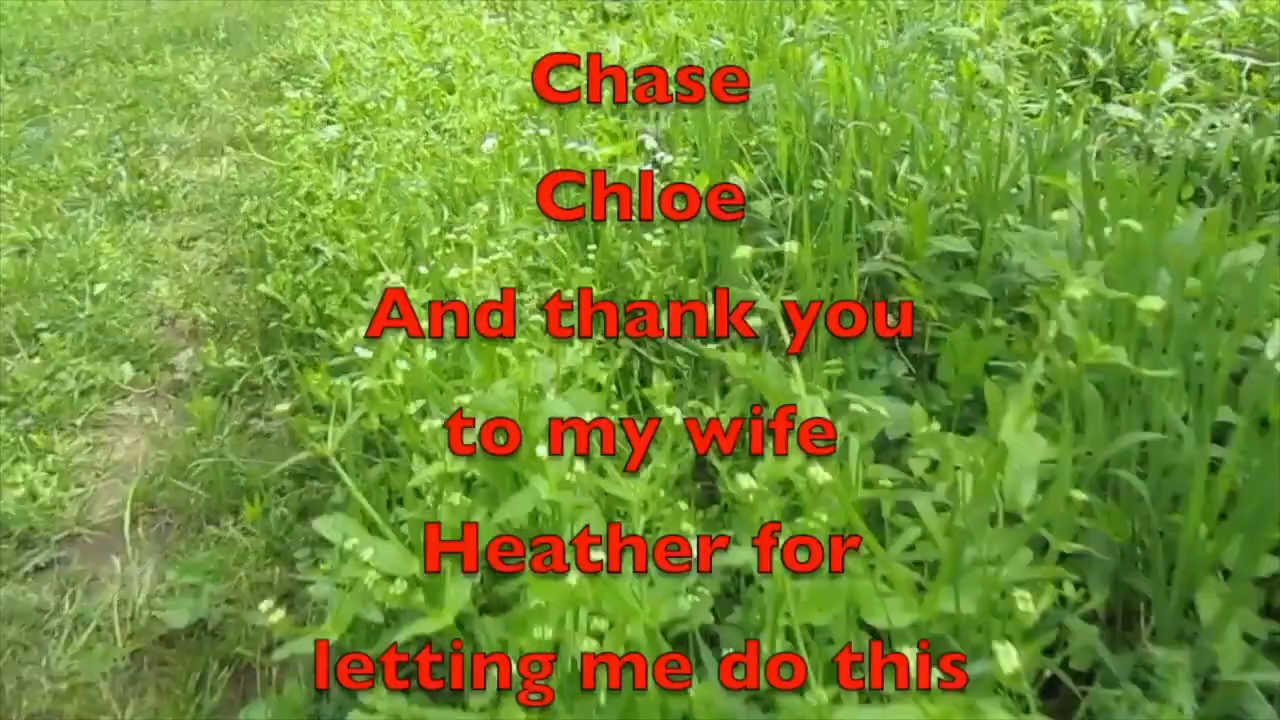 Chase
Chloe
And thank you
to my wife
Heather for
letting me do this